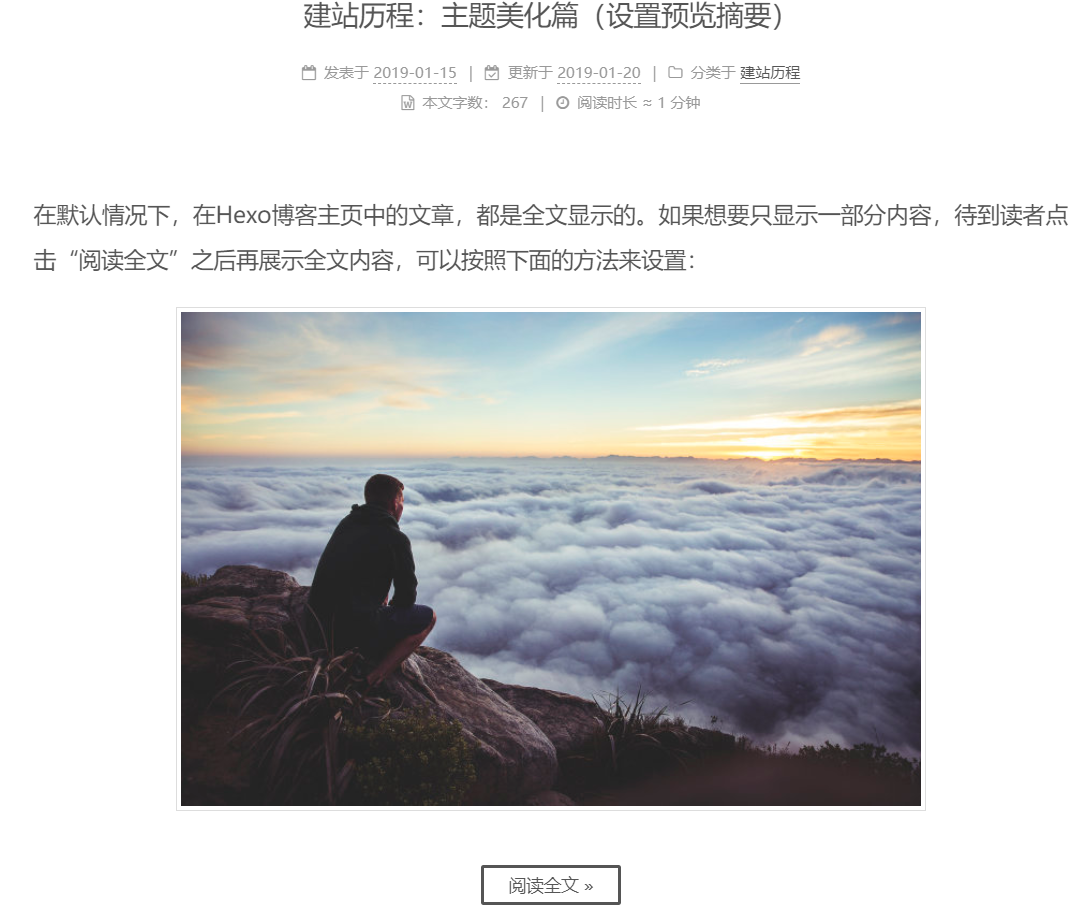 建站历程：主题美化篇（设置预览摘要）
发表于 2019-01-15 | 更新于 2019-01-20 | 分类于 建站历程
本文字数： 267 | 阅读时长 ≈ 1 分钟
在默认情况下，在Hexo博客主页中的文章，都是全文显示的。如果想要只显示一部分内容，待到读者点
击“阅读全文”之后再展示全文内容，可以按照下面的方法来设置：
阅读全文 »